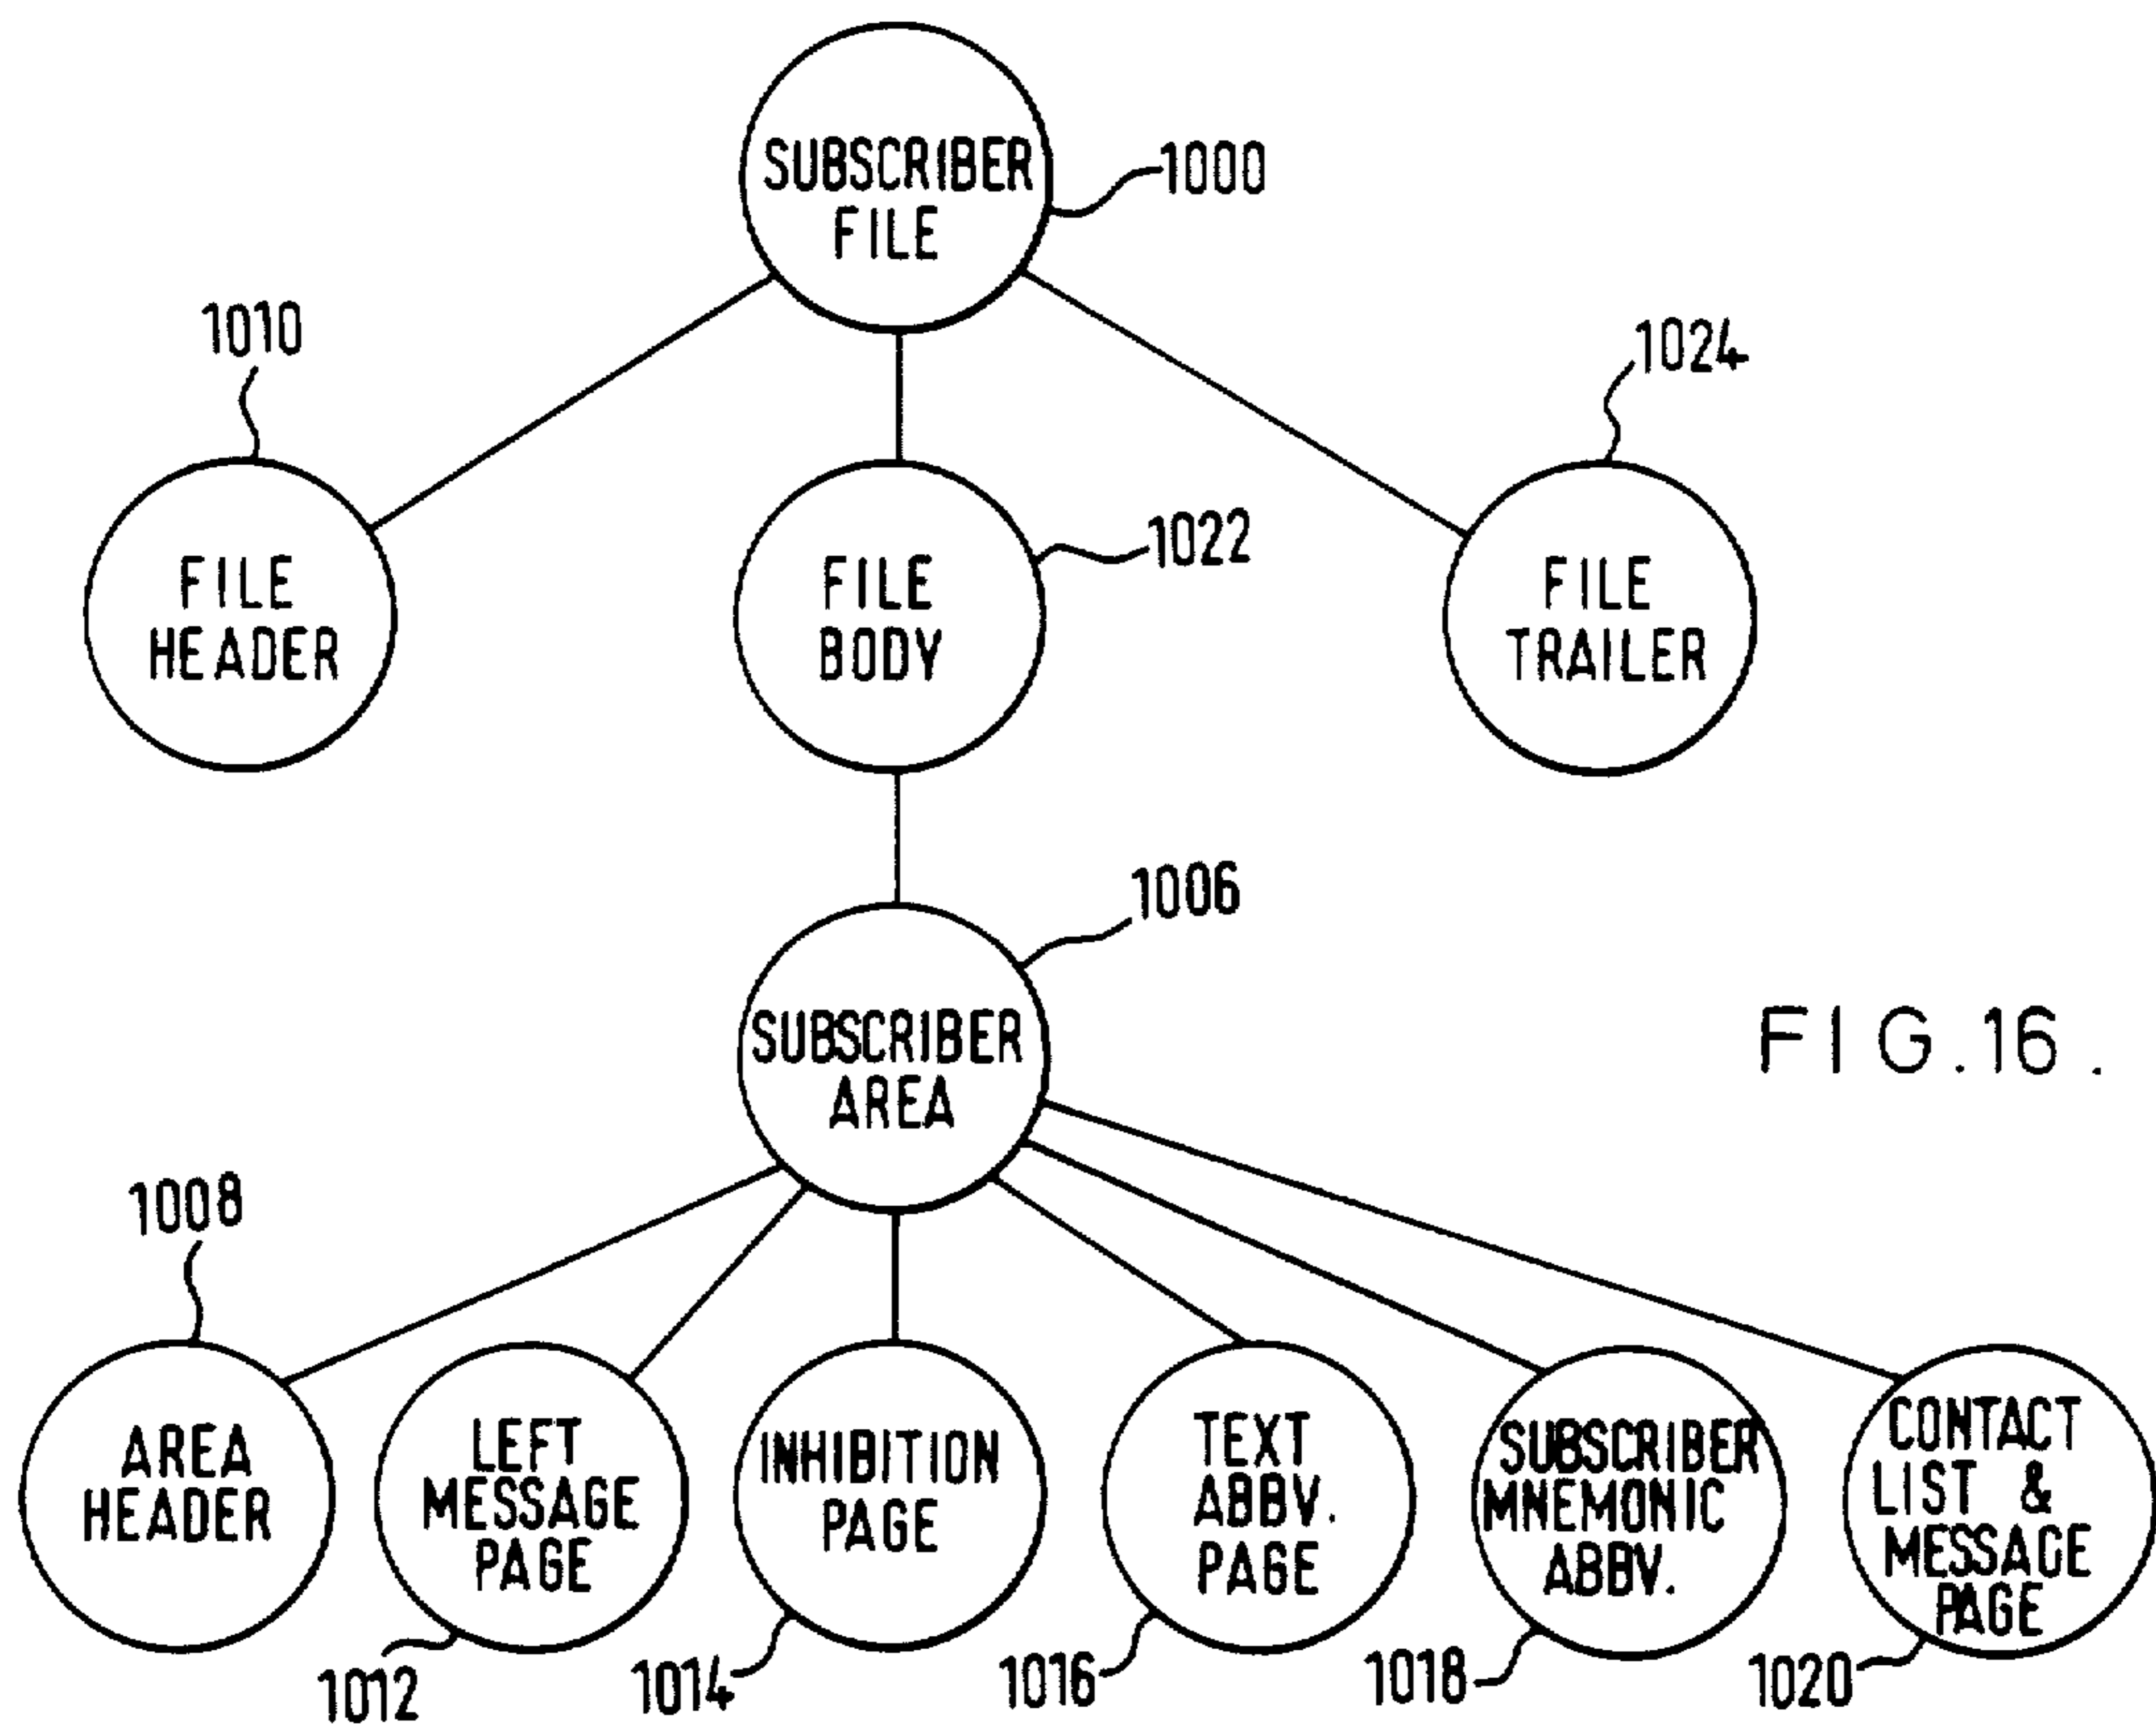 SUBSCRIBER
FILE
1000
1010
1024
FILE
HEADER
FILE
BODY
1022
FILE
TRAILER
1006
SUBSCRIBER
AREA
FIG.16.
1008
AREA
HEADER
LEFT
MESSAGE
PAGE
INHIBITION
PAGE
TEXT
ABBV.
PAGE
SUBSCRIBER
MNEMONIC
ABBV.
CONTACT
LIST &
MESSAGE
PAGE
1012
1014
1016
1018
1020